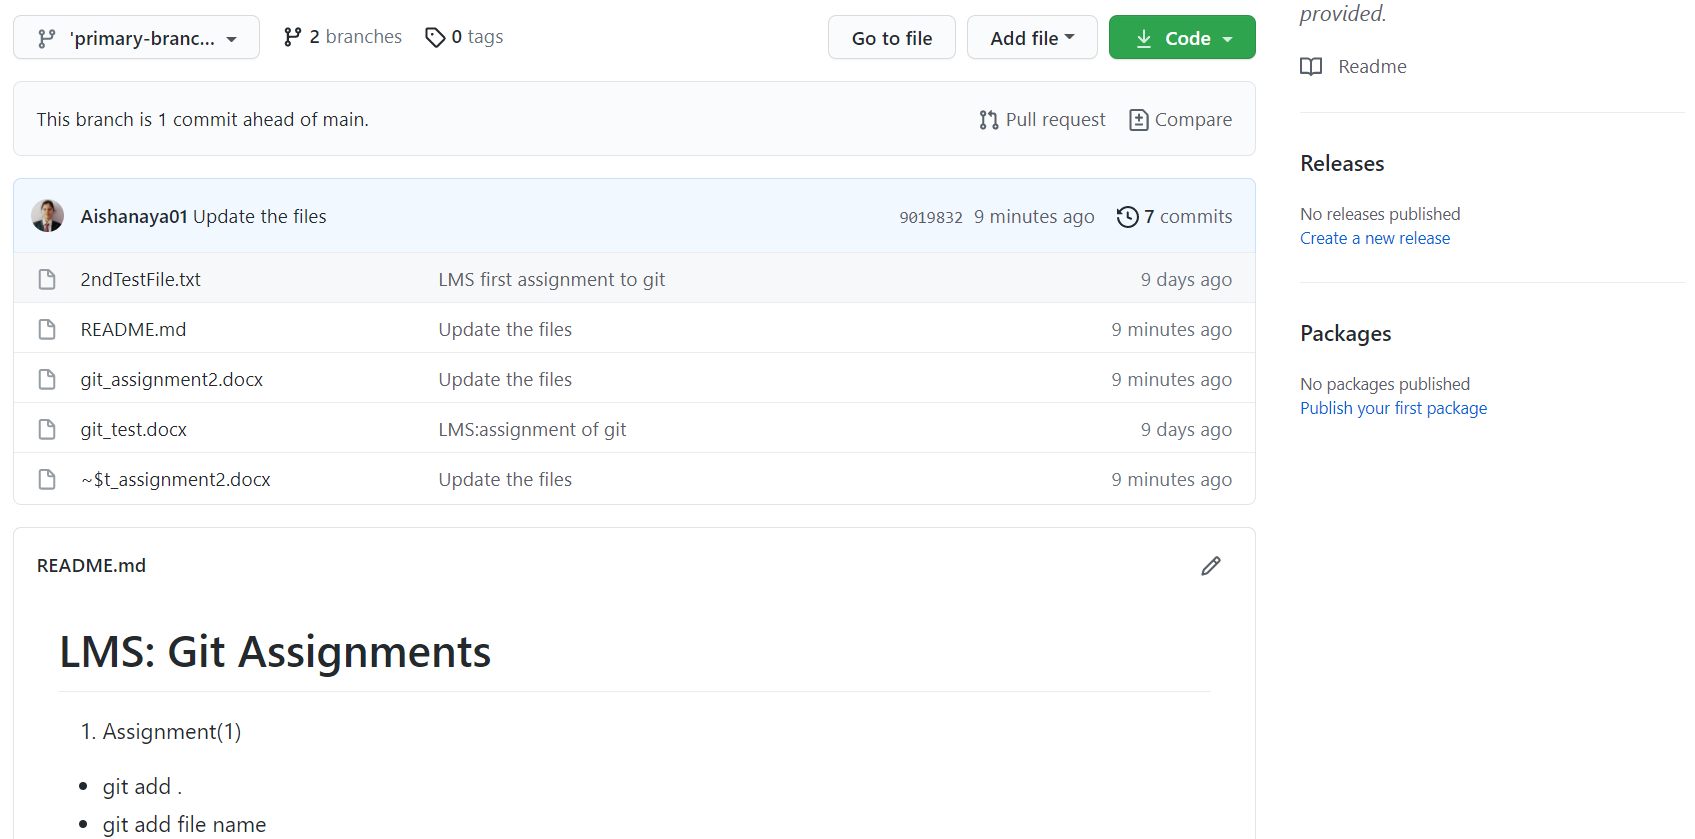 provided.
'primary-branc...
2 branches
0 tags
Go to file
Add file
Code
Readme
This branch is 1 commit ahead of main.
Pull request
Compare
Releases
No releases published
Create a new release
Aishanaya01 Update the files
9019832 9 minutes ago
7 commits
2ndTestFile.txt LMS first assignment to git 9 days ago
README.md Update the files 9 minutes ago
git_assignment2.docx Update the files 9 minutes ago
git_test.docx LMS:assignment of git 9 days ago
~$t_assignment2.docx Update the files 9 minutes ago
Packages
No packages published
Publish your first package
README.md
LMS: Git Assignments
1. Assignment(1)
• git add .
• git add file name